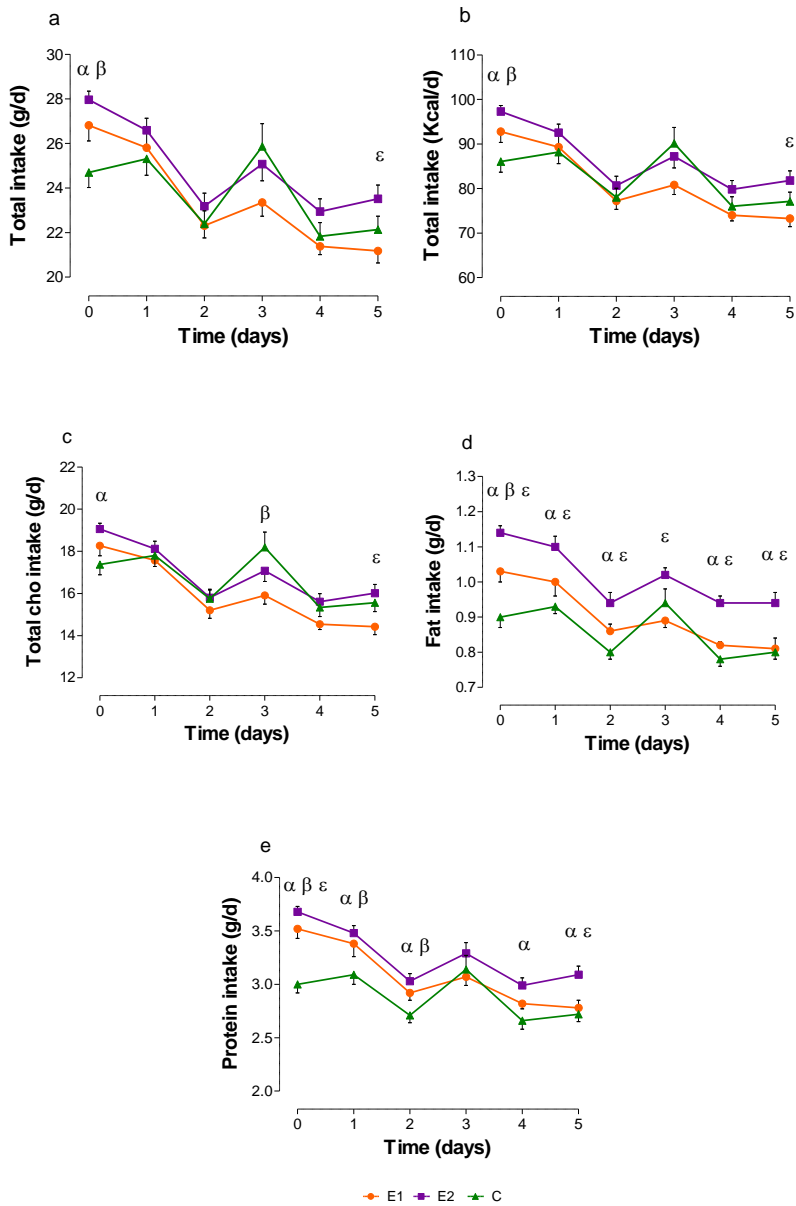 a
Total intake (g/d)
30
28
26
24
22
20
α β
ε
0 1 2 3 4 5
Time (days)
b
Total intake (Kcal/d)
110
100
90
80
70
60
α β
ε
0 1 2 3 4 5
Time (days)
c
Total cho intake (g/d)
22
20
18
16
14
12
α
β
ε
0 1 2 3 4 5
Time (days)
d
Fat intake (g/d)
1.3
1.2
1.1
1.0
0.9
0.8
0.7
α β ε
α ε
α ε
ε
α ε
α ε
0 1 2 3 4 5
Time (days)
e
Protein intake (g/d)
4.0
3.5
3.0
2.5
2.0
α β ε
α β
α β
α
α ε
0 1 2 3 4 5
Time (days)
E1 E2 C